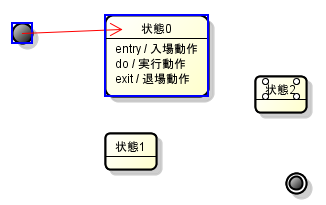 状態0
entry / 入場動作
do / 実行動作
exit / 退場動作
状態2
状態1